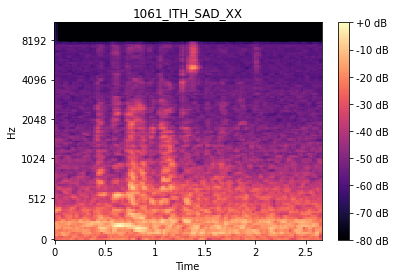 1061_ITH_SAD_XX
+0 dB
8192
-10 dB
4096
-20 dB
-30 dB
2048
-40 dB
Hz
1024
-50 dB
512
-60 dB
-70 dB
0
-80 dB
0 0.5 1 1.5 2 2.5
Time